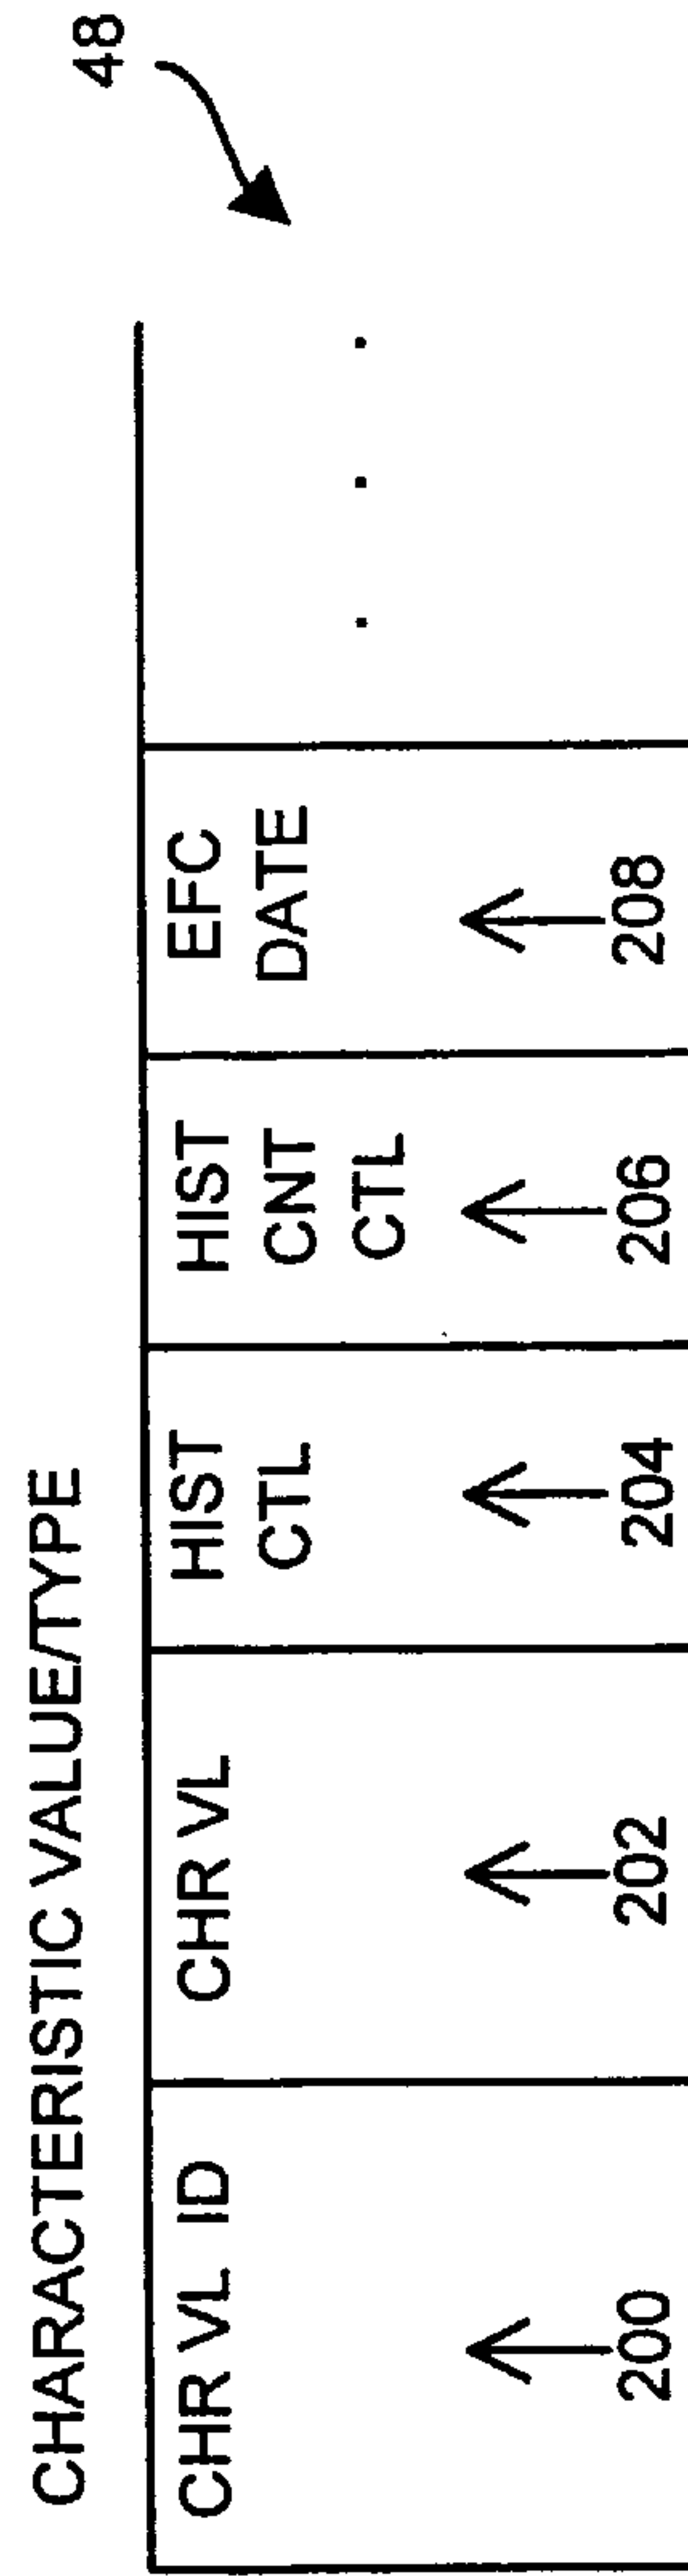 48
CHARACTERISTIC VALUE/TYPE
CHR VL ID
CHR VL
HIST
CTL
HIST
CNT
CTL
EFC
DATE
. . .
200
202
204
206
208